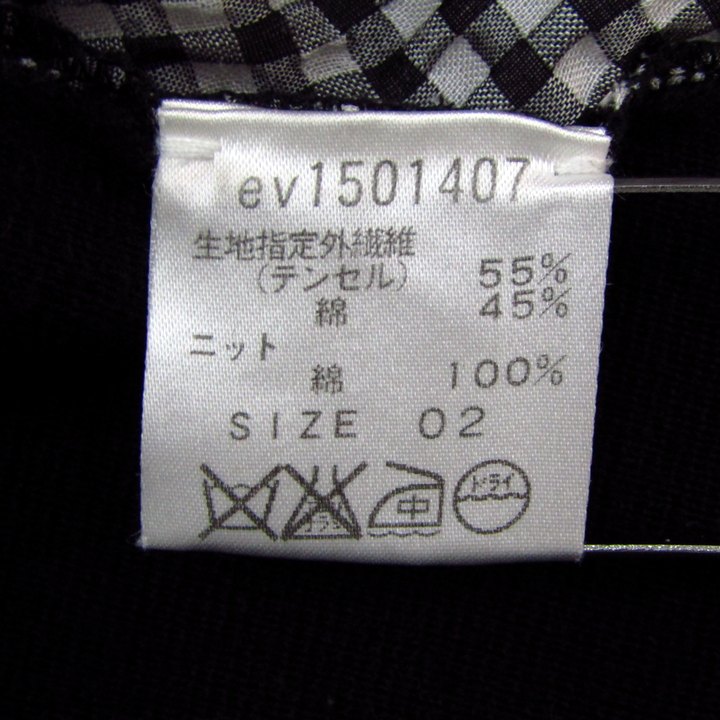 ev1501407
生地指定外繊維
（テンセル） 55%
綿 45%
ニット
綿 100%
SIZE 02
中 ドライ